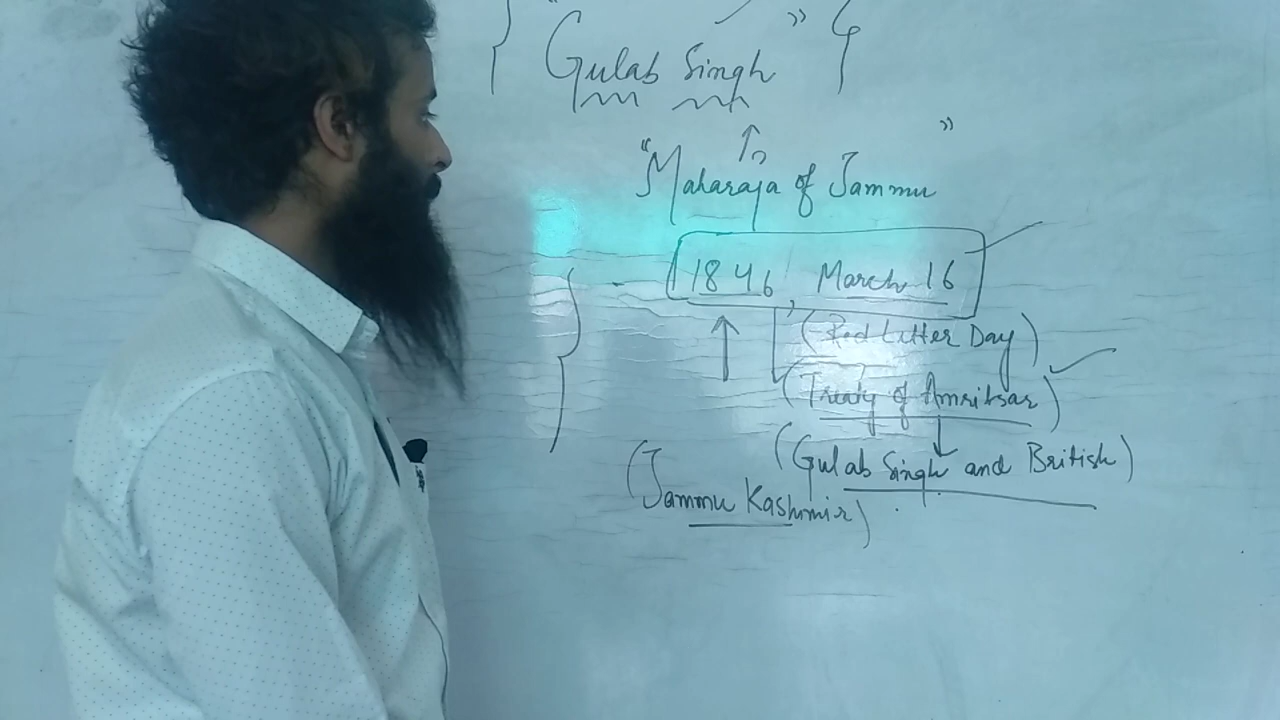 " Gulab Singh "
"Maharaja of Jammu"
1846, March 16
(Red Letter Day)
(Treaty of Amritsar)
(Gulab Singh and British)
(Jammu Kashmir)